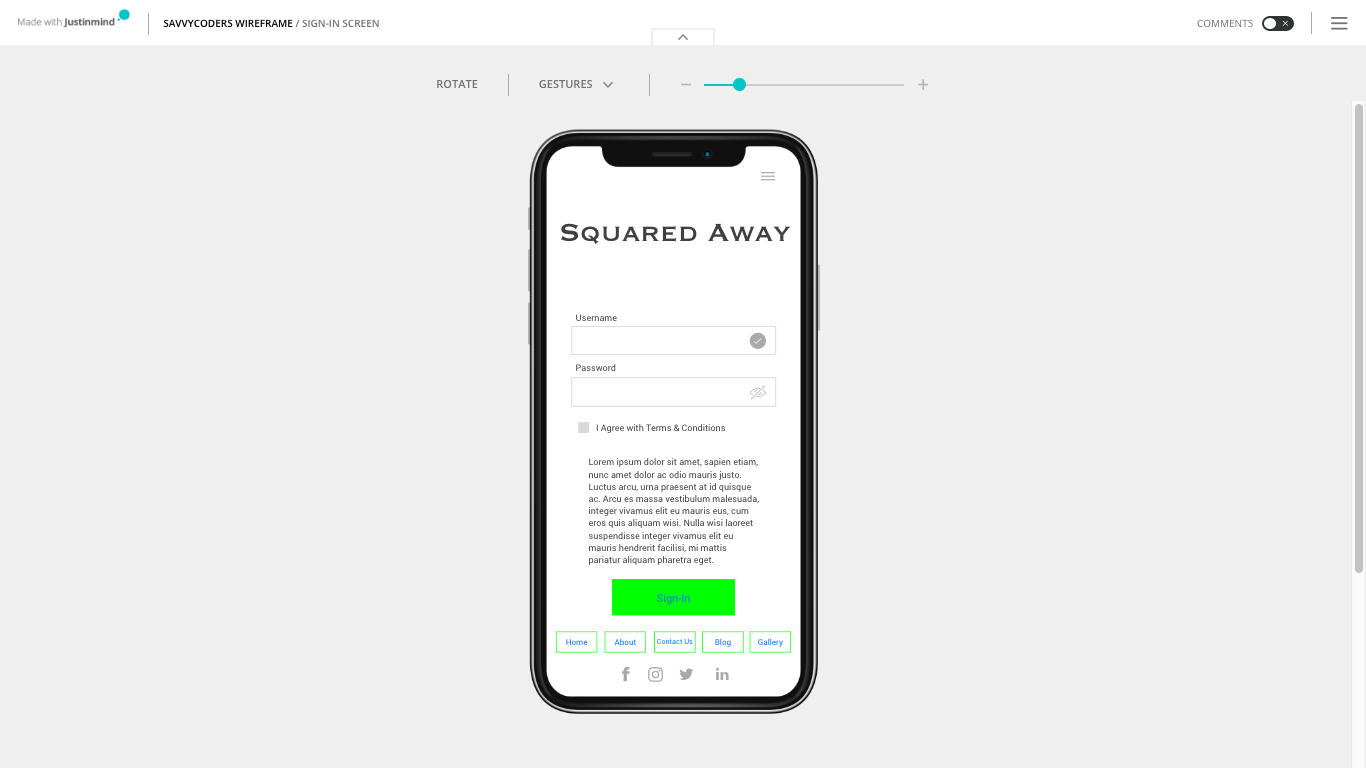 Made with Justinmind
SAVVYCODERS WIREFRAME / SIGN-IN SCREEN
COMMENTS
ROTATE
GESTURES
SQUARED AWAY
Username
Password
I Agree with Terms & Conditions
Lorem ipsum dolor sit amet, sapien etiam,
nunc amet dolor ac odio mauris justo.
Luctus arcu, urna praesent at id quisque
ac. Arcu es massa vestibulum malesuada,
integer vivamus elit eu mauris eus, cum
eros quis aliquam wisi. Nulla wisi laoreet
suspendisse integer vivamus elit eu
mauris hendrerit facilisi, mi mattis
pariatur aliquam pharetra eget.
Sign-In
Home About Contact Us Blog Gallery